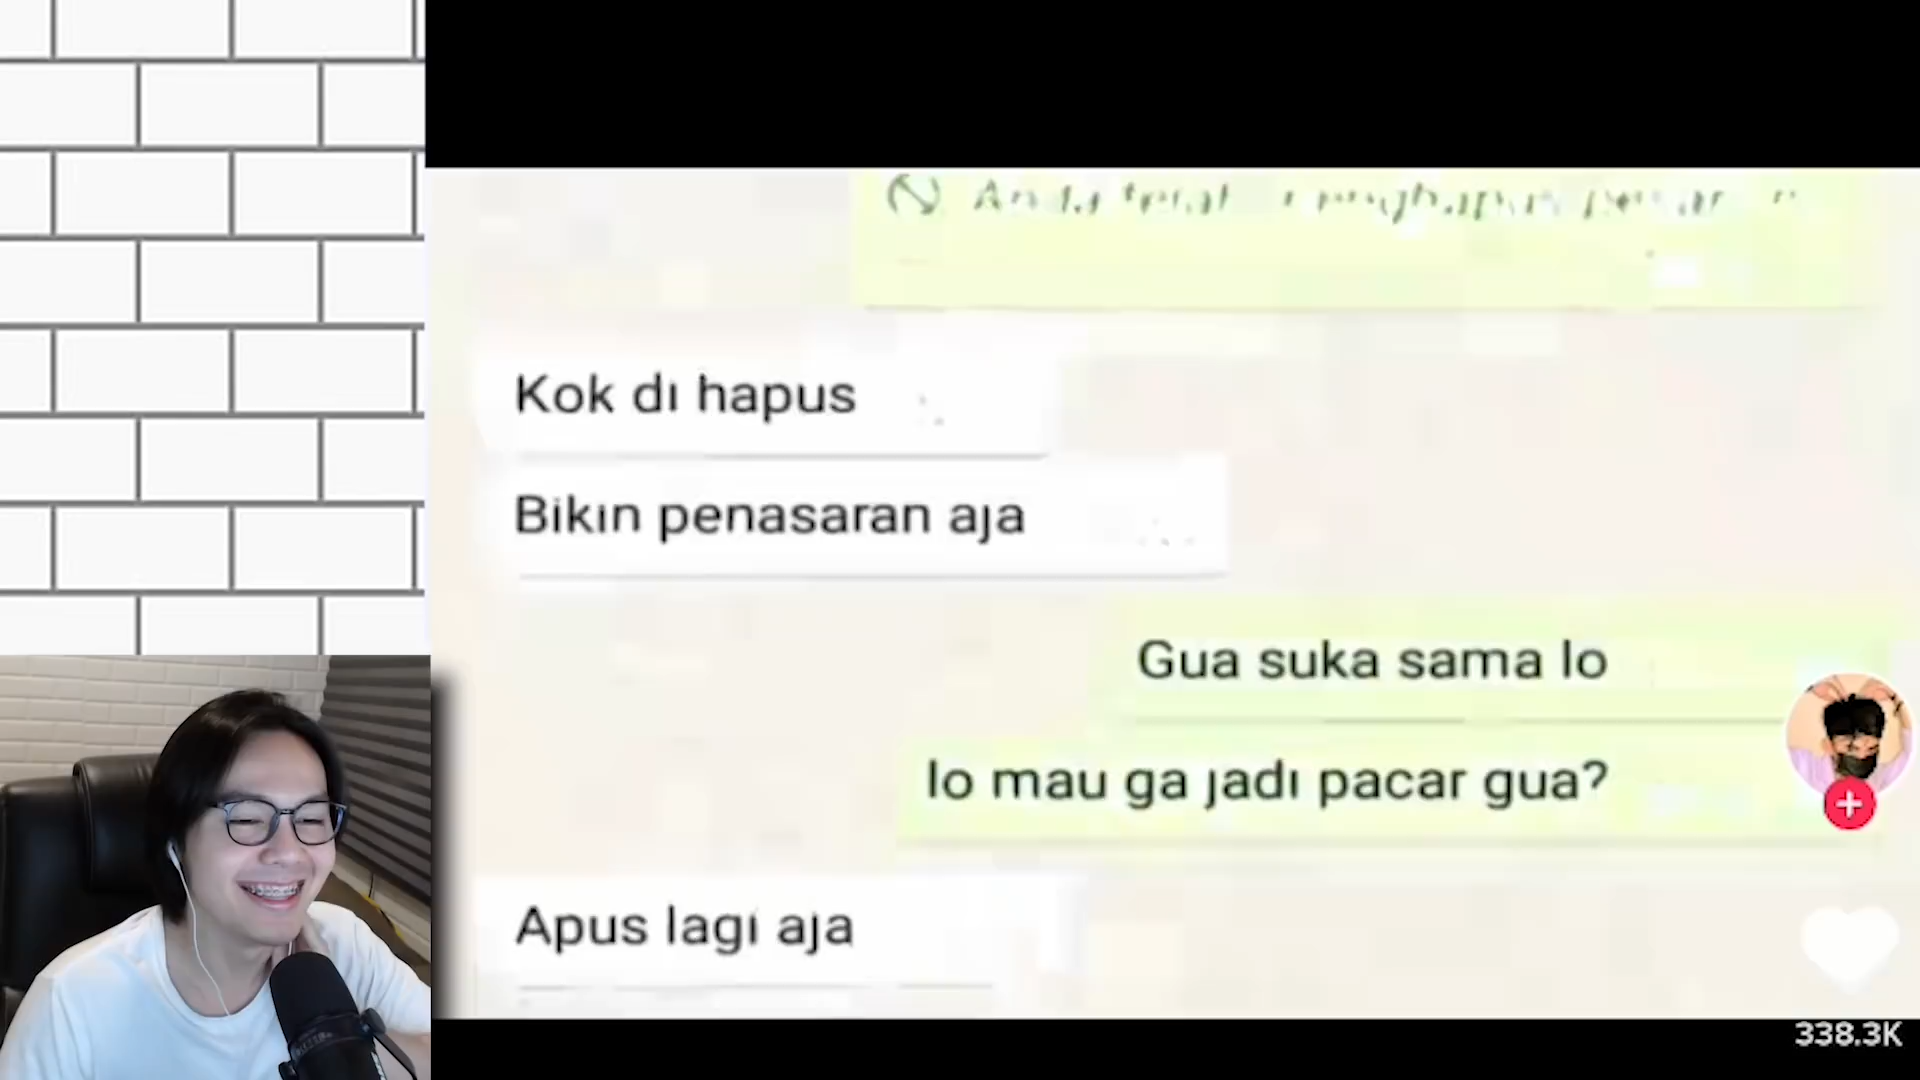 Kok di hapus
Bikin penasaran aja
Gua suka sama lo
lo mau ga jadi pacar gua?
Apus lagi aja
338.3K